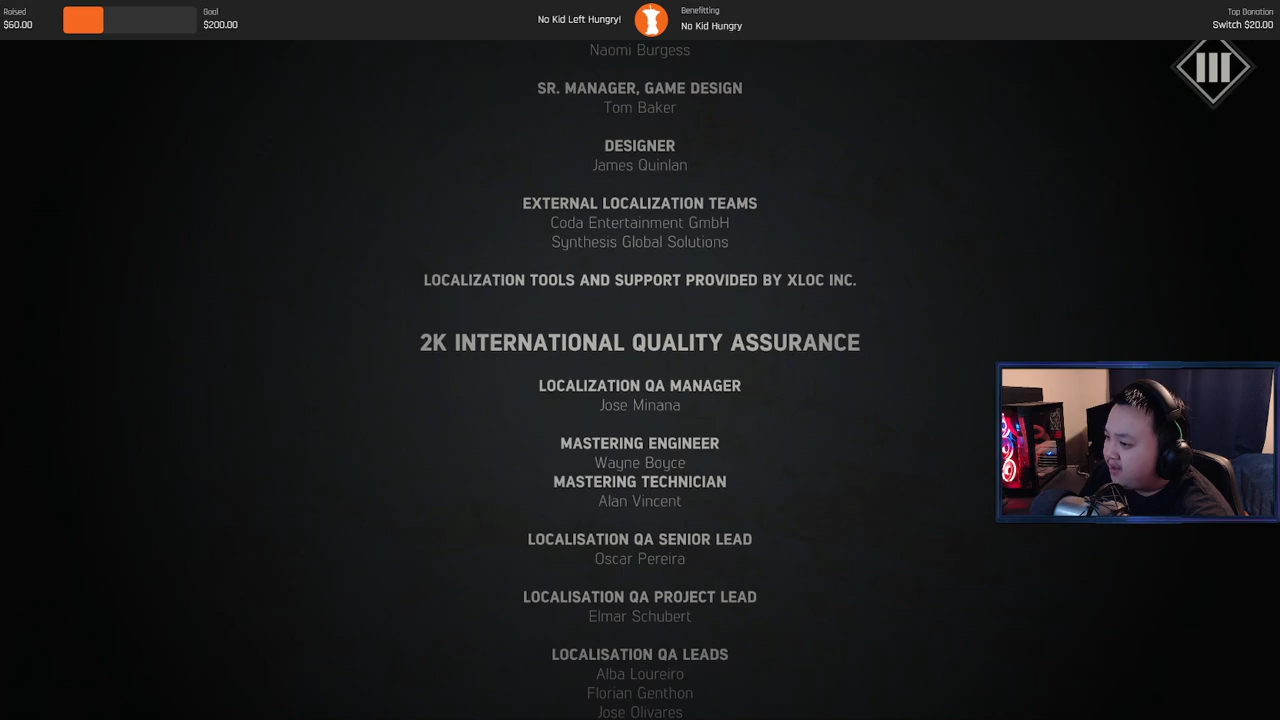 Raised
$60.00
Goal
$200.00
No Kid Left Hungry!
Benefitting
No Kid Hungry
Top Donation
Switch $20.00
Naomi Burgess
SR. MANAGER, GAME DESIGN
Tom Baker
DESIGNER
James Quinlan
EXTERNAL LOCALIZATION TEAMS
Coda Entertainment GmbH
Synthesis Global Solutions
LOCALIZATION TOOLS AND SUPPORT PROVIDED BY XLOC INC.
2K INTERNATIONAL QUALITY ASSURANCE
LOCALIZATION QA MANAGER
Jose Minana
MASTERING ENGINEER
Wayne Boyce
MASTERING TECHNICIAN
Alan Vincent
LOCALISATION QA SENIOR LEAD
Oscar Pereira
LOCALISATION QA PROJECT LEAD
Elmar Schubert
LOCALISATION QA LEADS
Alba Loureiro
Florian Genthon
Jose Olivares